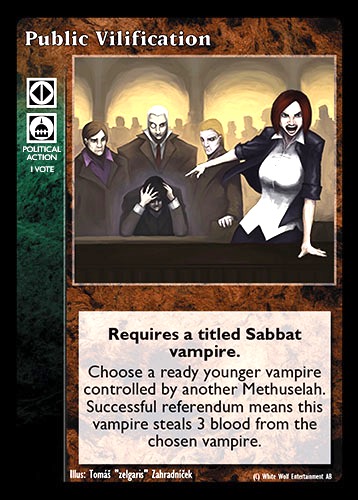 Public Vilification
POLITICAL
ACTION
1 VOTE
Requires a titled Sabbat
vampire.
Choose a ready younger vampire
controlled by another Methuselah.
Successful referendum means this
vampire steals 3 blood from the
chosen vampire.
Illus: Tomáš "zelgaris" Zahradníček
(C) White Wolf Entertainment AB